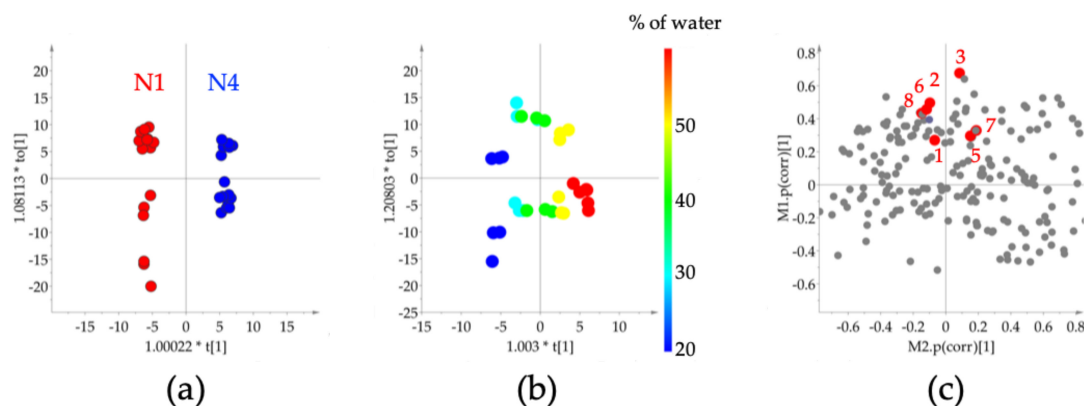 N1 N4
20
15
10
5
0
-5
-10
-15
-20
1.08113 * to[1]
-15 -10 -5 0 5 10 15
1.00022 * t[1]
(a)
20
15
10
5
0
-5
-10
-15
-20
-25
1.20803 * to[1]
-15 -10 -5 0 5 10
1.003 * t[1]
(b)
% of water
50
40
30
20
0.8
0.6
0.4
0.2
0
-0.2
-0.4
-0.6
M1.p(corr)[1]
3
6 2
8
7
1 5
-0.6 -0.4 -0.2 0 0.2 0.4 0.6 0.8
M2.p(corr)[1]
(c)